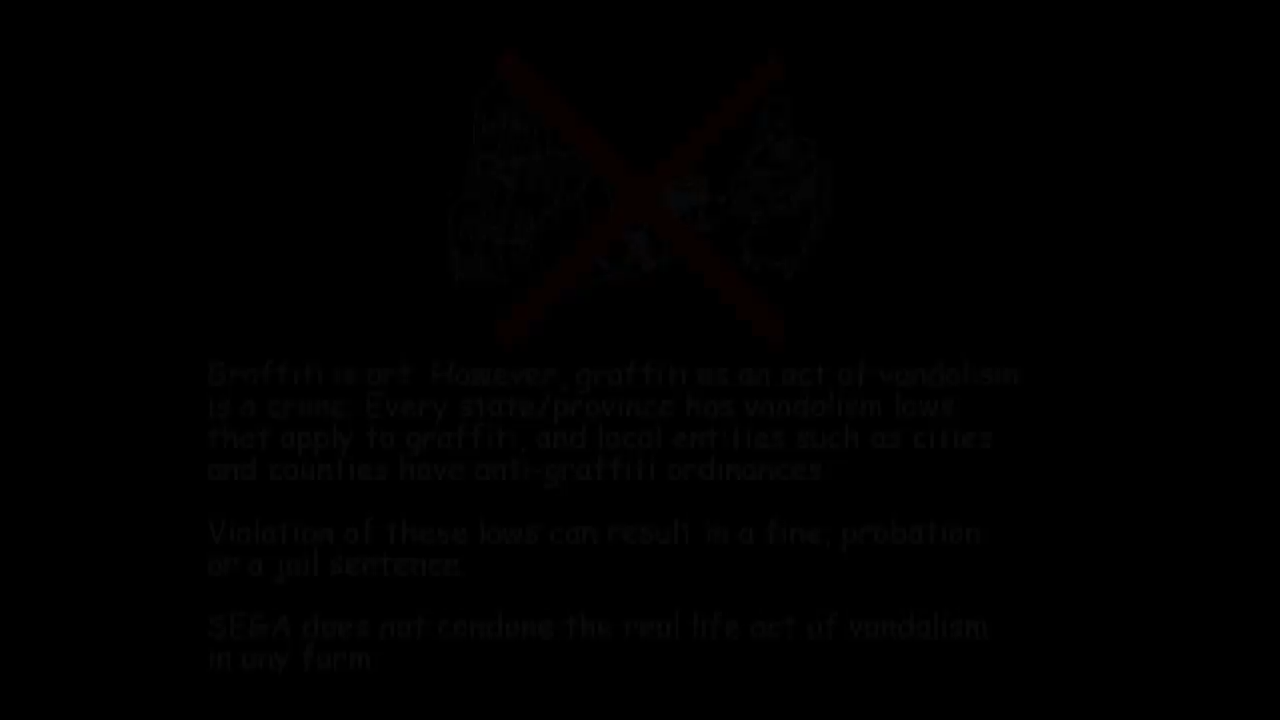 Graffiti is art. However, graffiti as an act of vandalism
is a crime. Every state/province has vandalism laws
that apply to graffiti, and local entities such as cities
and counties have anti-graffiti ordinances.
Violation of these laws can result in a fine, probation
or a jail sentence.
SEGA does not condone the real life act of vandalism
in any form